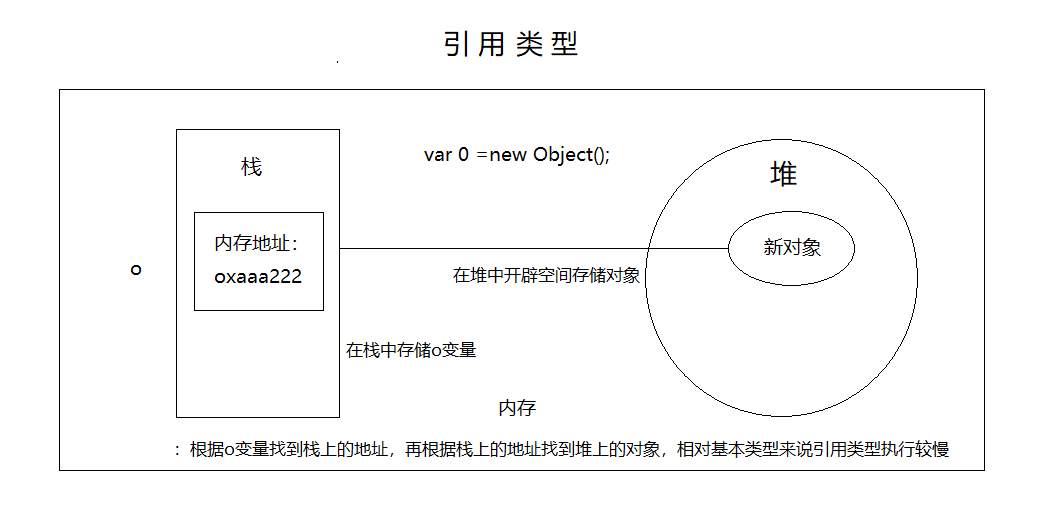 引用类型
栈
var 0 =new Object();
堆
内存地址：
oxaaa222
新对象
o
在堆中开辟空间存储对象
在栈中存储o变量
内存
：根据o变量找到栈上的地址，再根据栈上的地址找到堆上的对象，相对基本类型来说引用类型执行较慢